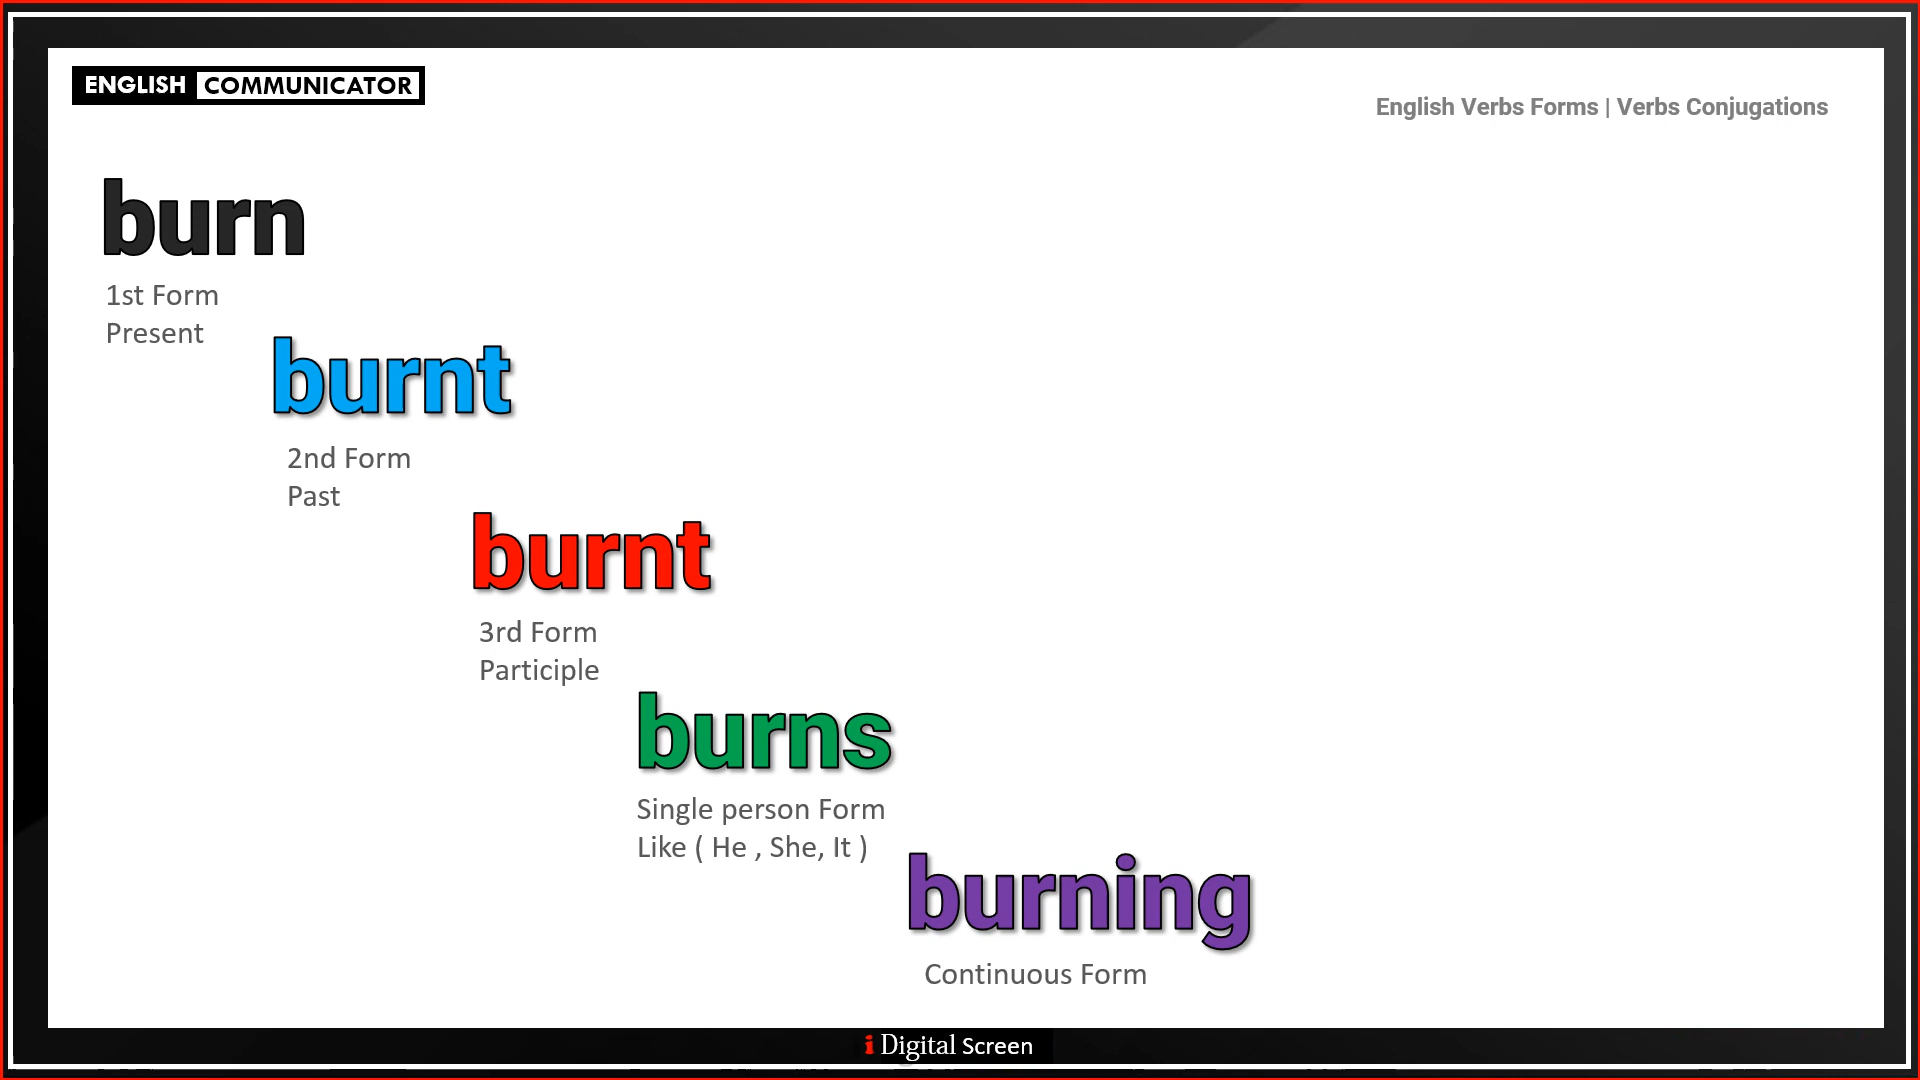 ENGLISH COMMUNICATOR
English Verbs Forms | Verbs Conjugations
burn
1st Form
Present
burnt
2nd Form
Past
burnt
3rd Form
Participle
burns
Single person Form
Like ( He , She, It )
burning
Continuous Form
i Digital Screen